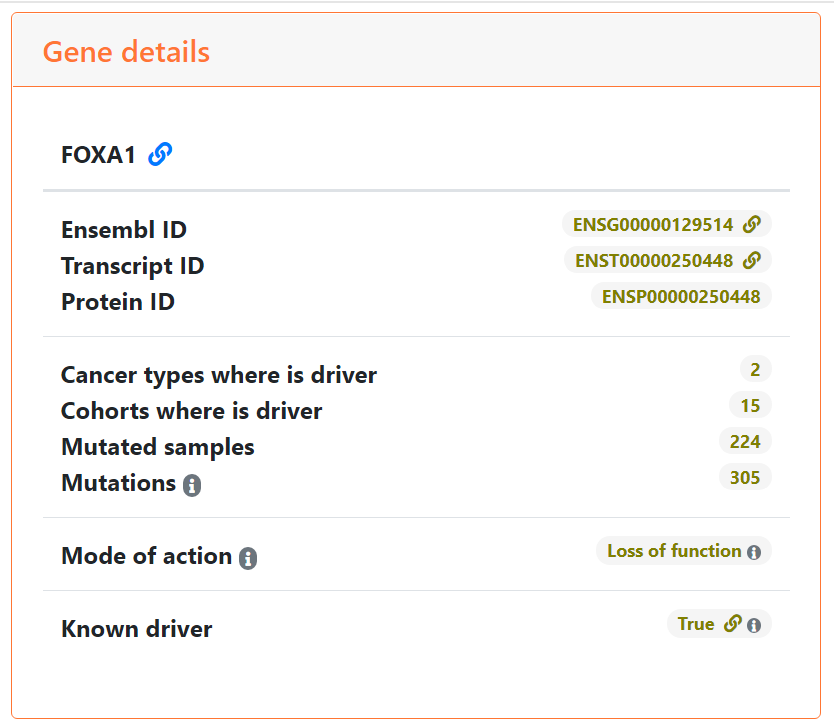 Gene details
FOXA1
Ensembl ID ENSG00000129514
Transcript ID ENST00000250448
Protein ID ENSP00000250448
Cancer types where is driver 2
Cohorts where is driver 15
Mutated samples 224
Mutations 305
Mode of action Loss of function
Known driver True